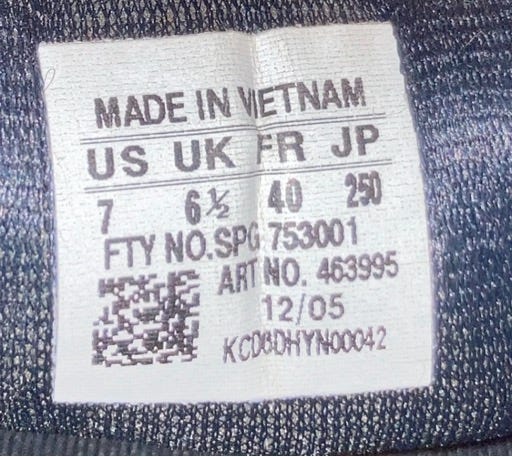 MADE IN VIETNAM
US UK FR JP
7 6½ 40 250
FTY NO.SPG 753001
ART NO. 463995
12/05
KCD6DHYN00042